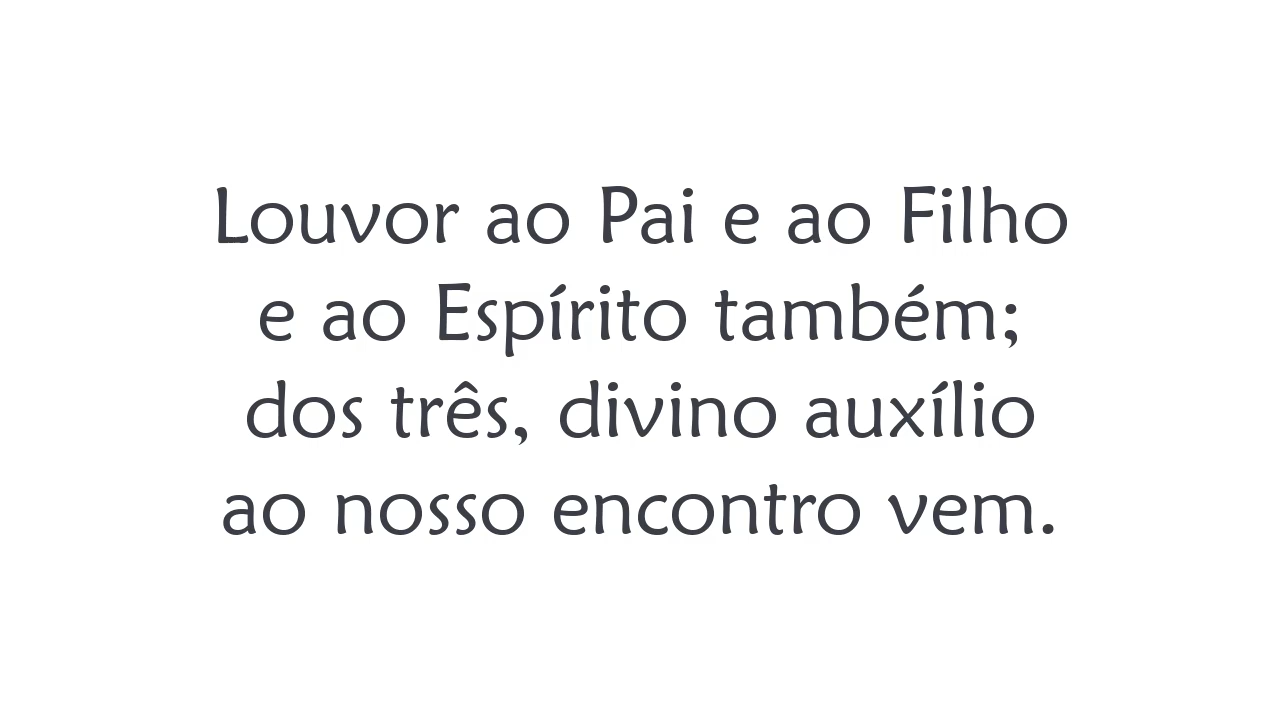 Louvor ao Pai e ao Filho
e ao Espírito também;
dos três, divino auxílio
ao nosso encontro vem.